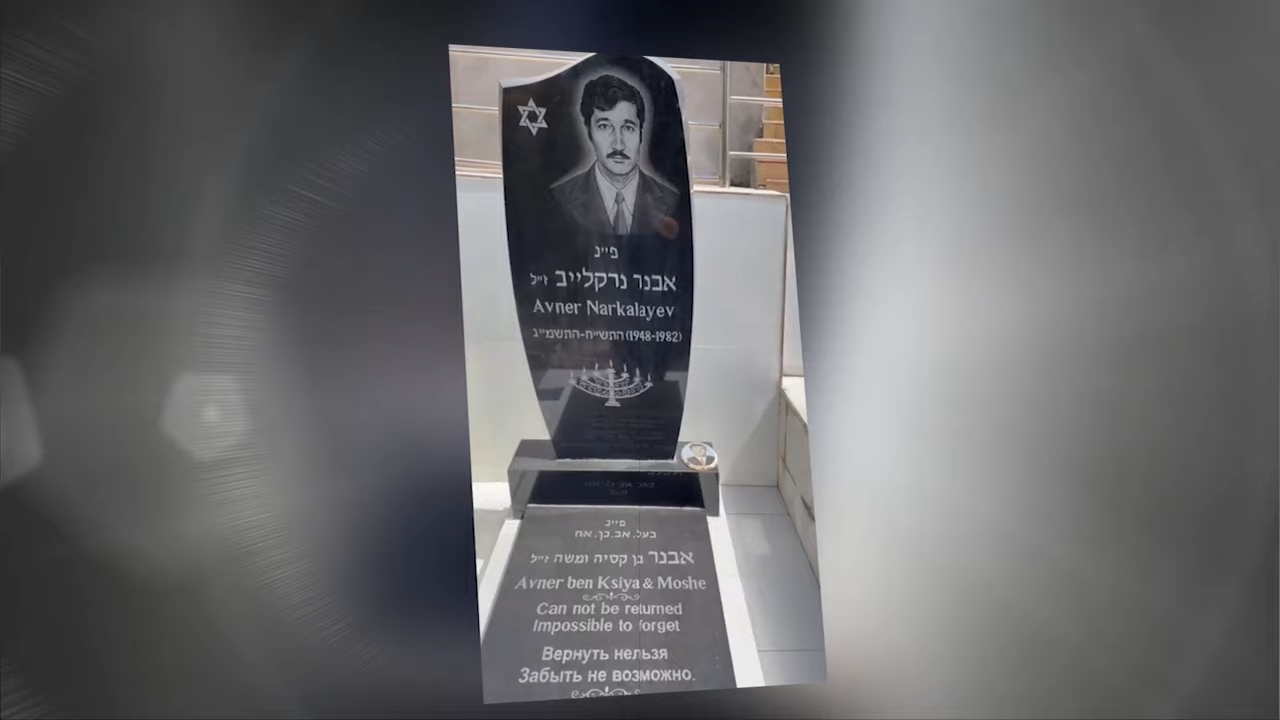 פ״נ
אבנר נרקלייב ז״ל
Avner Narkalayev
התש״ח-התשמ״ג (1948-1982)
פ״נ
בעל. אב. בן. אח
אבנר בן קסיה ומשה ז״ל
Avner ben Ksiya & Moshe
Can not be returned
Impossible to forget
Вернуть нельзя
Забыть не возможно.